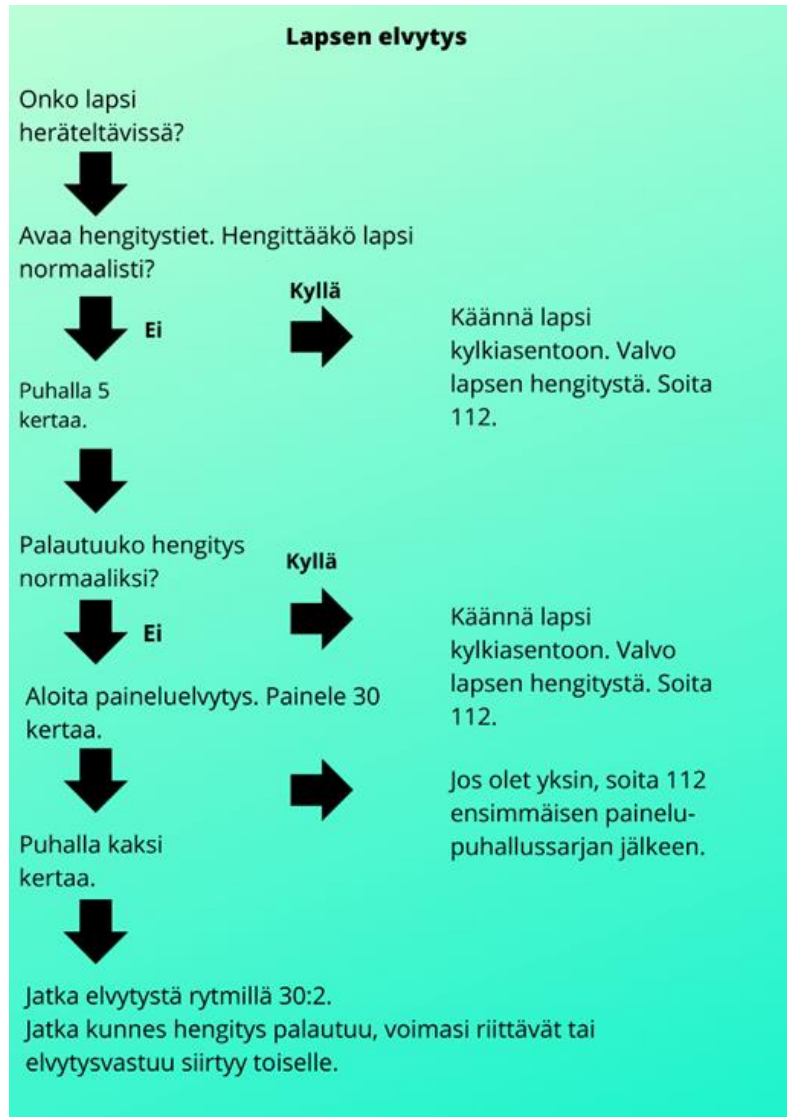 Lapsen elvytys
Onko lapsi
heräteltävissä?
Avaa hengitystiet. Hengittääkö lapsi
normaalisti?
Kyllä
Ei
Käännä lapsi
kylkiasentoon. Valvo
lapsen hengitystä. Soita
112.
Puhalla 5
kertaa.
Palautuuko hengitys
normaaliksi?
Kyllä
Ei
Käännä lapsi
kylkiasentoon. Valvo
lapsen hengitystä. Soita
112.
Aloita paineluelvytys. Painele 30
kertaa.
Jos olet yksin, soita 112
ensimmäisen painelu-
puhallussarjan jälkeen.
Puhalla kaksi
kertaa.
Jatka elvytystä rytmillä 30:2.
Jatka kunnes hengitys palautuu, voimasi riittävät tai
elvytysvastuu siirtyy toiselle.